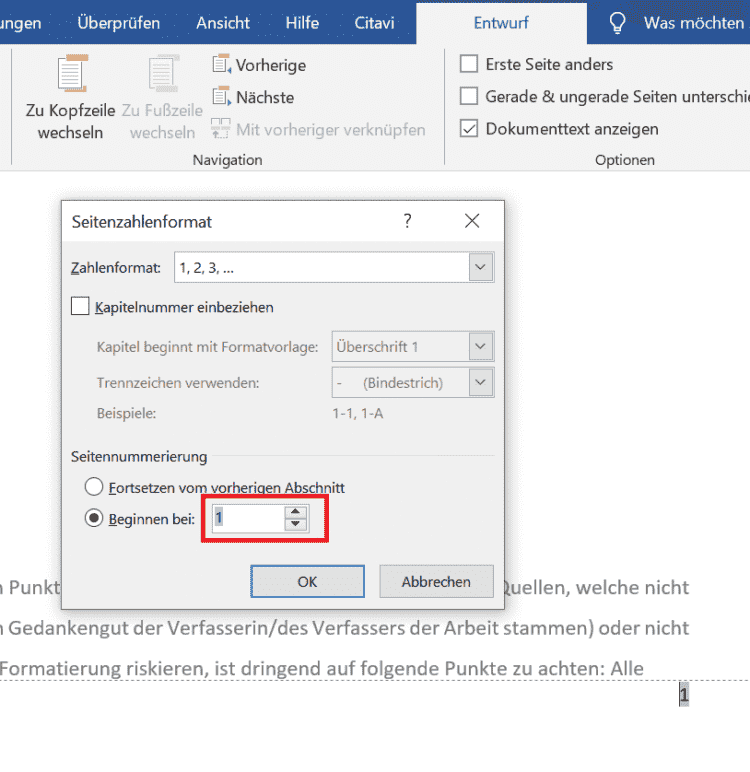 ungen Überprüfen Ansicht Hilfe Citavi Entwurf Was möchten
Zu Kopfzeile wechseln
Zu Fußzeile wechseln
Vorherige
Nächste
Mit vorheriger verknüpfen
Navigation
Erste Seite anders
Gerade & ungerade Seiten unterschie
Dokumenttext anzeigen
Optionen
Seitenzahlenformat ?
Zahlenformat: 1, 2, 3, ...
Kapitelnummer einbeziehen
Kapitel beginnt mit Formatvorlage: Überschrift 1
Trennzeichen verwenden: - (Bindestrich)
Beispiele: 1-1, 1-A
Seitennummerierung
Fortsetzen vom vorherigen Abschnitt
Beginnen bei: 1
OK Abbrechen
n Punkt Quellen, welche nicht
n Gedankengut der Verfasserin/des Verfassers der Arbeit stammen) oder nicht
Formatierung riskieren, ist dringend auf folgende Punkte zu achten: Alle
1